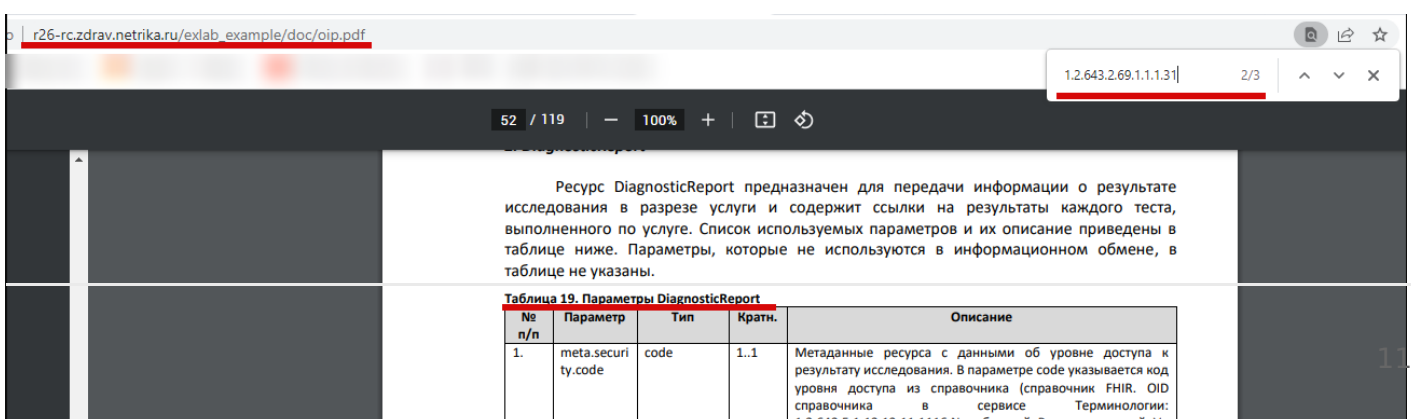 r26-rc.zdrav.netrika.ru/exlab_example/doc/oip.pdf
1.2.643.2.69.1.1.1.31 2/3
52 / 119 100%
Ресурс DiagnosticReport предназначен для передачи информации о результате
исследования в разрезе услуги и содержит ссылки на результаты каждого теста,
выполненного по услуге. Список используемых параметров и их описание приведены в
таблице ниже. Параметры, которые не используются в информационном обмене, в
таблице не указаны.
Таблица 19. Параметры DiagnosticReport
№ Параметр Тип Кратн. Описание
п/п
1. meta.securi code 1..1 Метаданные ресурса с данными об уровне доступа к
ty.code результату исследования. В параметре code указывается код
уровня доступа из справочника (справочник FHIR. OID
справочника в сервисе Терминологии:
11